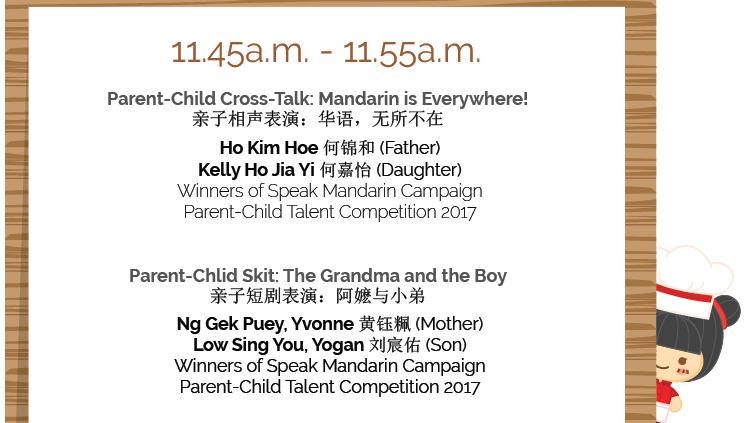 11.45a.m. - 11.55a.m.
Parent-Child Cross-Talk: Mandarin is Everywhere!
亲子相声表演：华语，无所不在
Ho Kim Hoe 何锦和 (Father)
Kelly Ho Jia Yi 何嘉怡 (Daughter)
Winners of Speak Mandarin Campaign
Parent-Child Talent Competition 2017
Parent-Chlid Skit: The Grandma and the Boy
亲子短剧表演：阿嬷与小弟
Ng Gek Puey, Yvonne 黄钰珮 (Mother)
Low Sing You, Yogan 刘宸佑 (Son)
Winners of Speak Mandarin Campaign
Parent-Child Talent Competition 2017